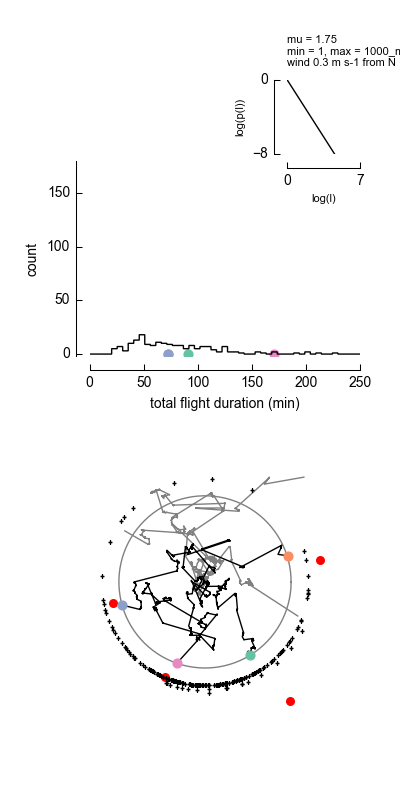 mu = 1.75
min = 1, max = 1000_m
wind 0.3 m s-1 from N
0
−8
log(p(l))
0 7
log(l)
150
100
50
0
count
0 50 100 150 200 250
total flight duration (min)